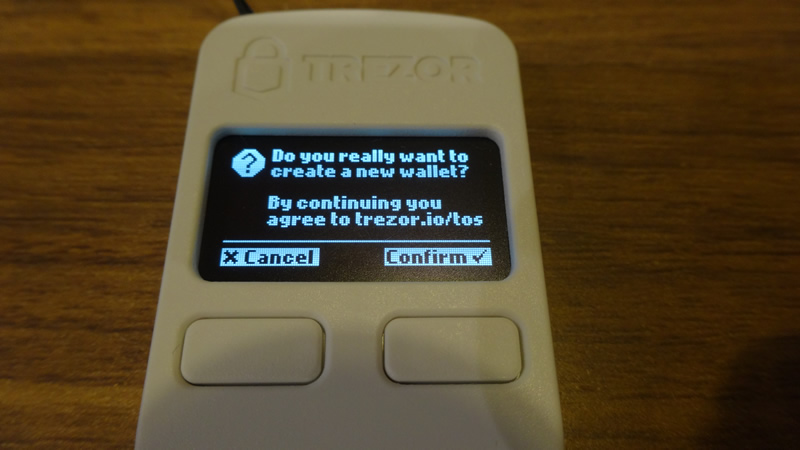 TREZOR
Do you really want to
create a new wallet?
By continuing you
agree to trezor.io/tos
Cancel
Confirm